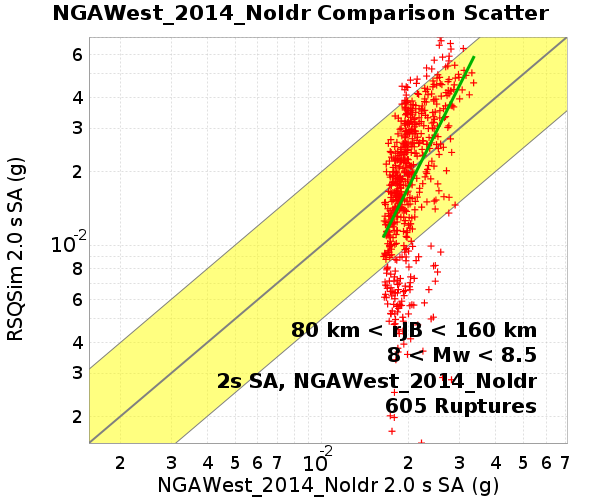 NGAWest_2014_NoIdr Comparison Scatter
RSQSim 2.0 s SA (g)
6
4
3
2
10-2
8
6
4
3
2
80 km < rJB < 160 km
8 < Mw < 8.5
2s SA, NGAWest_2014_NoIdr
605 Ruptures
2 3 4 5 6 7 10-2 2 3 4 5 6 7
NGAWest_2014_NoIdr 2.0 s SA (g)